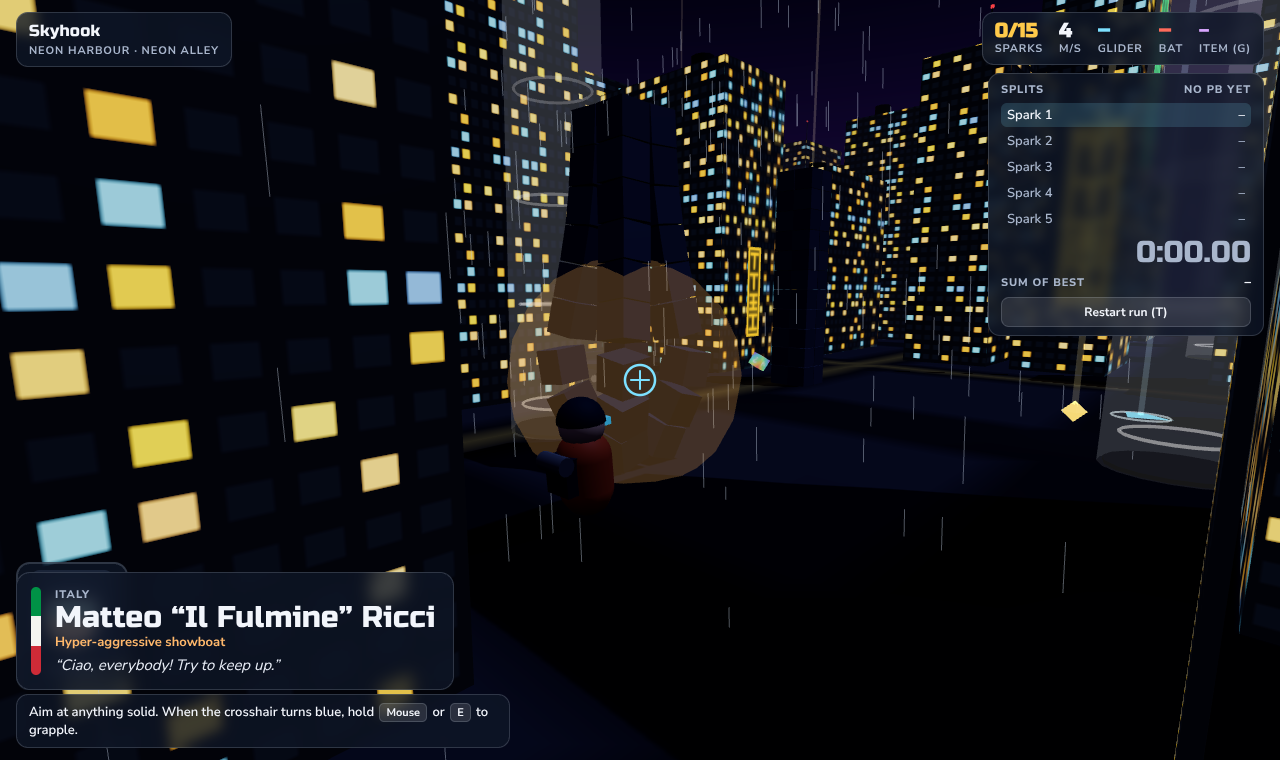 Skyhook
NEON HARBOUR · NEON ALLEY
0/15
SPARKS
4
M/S
–
GLIDER
–
BAT
–
ITEM (G)
SPLITS
NO PB YET
Spark 1 –
Spark 2 –
Spark 3 –
Spark 4 –
Spark 5 –
0:00.00
SUM OF BEST –
Restart run (T)
ITALY
Matteo “Il Fulmine” Ricci
Hyper-aggressive showboat
“Ciao, everybody! Try to keep up.”
Aim at anything solid. When the crosshair turns blue, hold Mouse or E to
grapple.